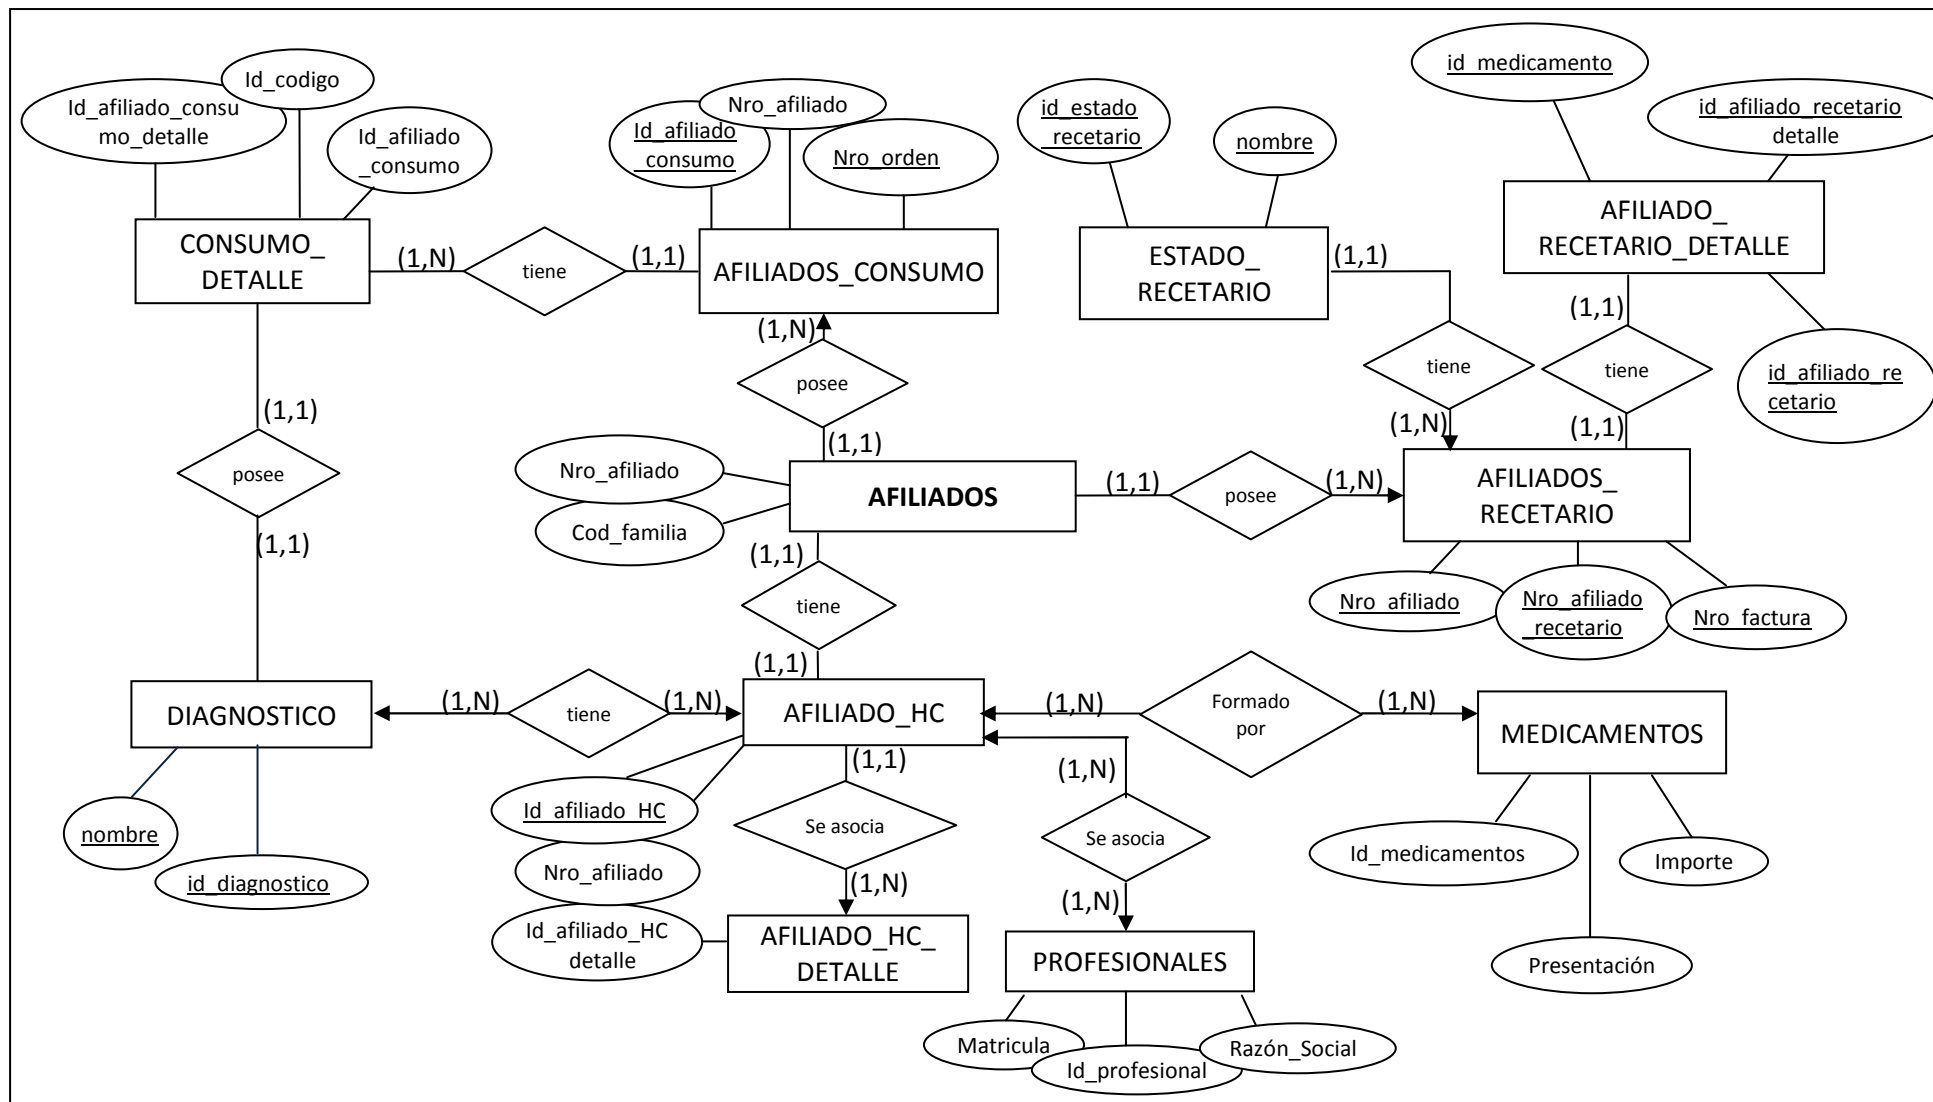 Id_codigo
Id_afiliado_consu
mo_detalle
Id_afiliado
_consumo
Nro_afiliado
Id_afiliado
_consumo
Nro_orden
id_estado
_recetario
nombre
id_medicamento
id_afiliado_recetario
detalle
CONSUMO_
DETALLE
(1,N)
tiene
(1,1)
AFILIADOS_CONSUMO
ESTADO_
RECETARIO
(1,1)
AFILIADO_
RECETARIO_DETALLE
(1,1)
(1,N)
posee
(1,1)
tiene
(1,N)
tiene
(1,1)
id_afiliado_re
cetario
(1,1)
posee
(1,1)
Nro_afiliado
Cod_familia
AFILIADOS
(1,1)
posee
(1,N)
AFILIADOS_
RECETARIO
(1,1)
tiene
(1,1)
Nro_afiliado
Nro_afiliado
_recetario
Nro_factura
DIAGNOSTICO
(1,N)
tiene
(1,N)
AFILIADO_HC
(1,N)
Formado
por
(1,N)
MEDICAMENTOS
nombre
id_diagnostico
Id_afiliado_HC
Nro_afiliado
Id_afiliado_HC
detalle
(1,1)
Se asocia
(1,N)
AFILIADO_HC_
DETALLE
(1,N)
Se asocia
(1,N)
PROFESIONALES
Id_medicamentos
Importe
Presentación
Matricula
Id_profesional
Razón_Social